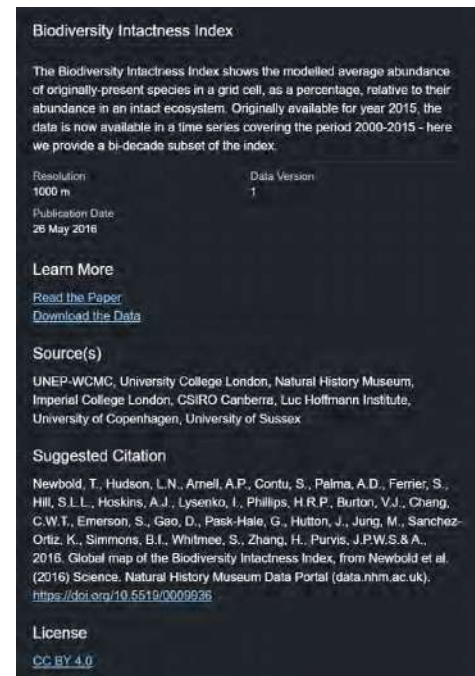 Biodiversity Intactness Index
The Biodiversity Intactness Index shows the modelled average abundance
of originally-present species in a grid cell, as a percentage, relative to their
abundance in an intact ecosystem. Originally available for year 2015, the
data is now available in a time series covering the period 2000-2015 - here
we provide a bi-decade subset of the index.
Resolution
1000 m
Data Version
1
Publication Date
26 May 2016
Learn More
Read the Paper
Download the Data
Source(s)
UNEP-WCMC, University College London, Natural History Museum,
Imperial College London, CSIRO Canberra, Luc Hoffmann Institute,
University of Copenhagen, University of Sussex
Suggested Citation
Newbold, T., Hudson, L.N., Arnell, A.P., Contu, S., Palma, A.D., Ferrier, S.,
Hill, S.L.L., Hoskins, A.J., Lysenko, I., Phillips, H.R.P., Burton, V.J., Chang,
C.W.T., Emerson, S., Gao, D., Pask-Hale, G., Hutton, J., Jung, M., Sanchez-
Ortiz, K., Simmons, B.I., Whitmee, S., Zhang, H., Purvis, J.P.W.S.& A.,
2016. Global map of the Biodiversity Intactness Index, from Newbold et al.
(2016) Science. Natural History Museum Data Portal (data.nhm.ac.uk).
https://doi.org/10.5519/0009936
License
CC BY 4.0